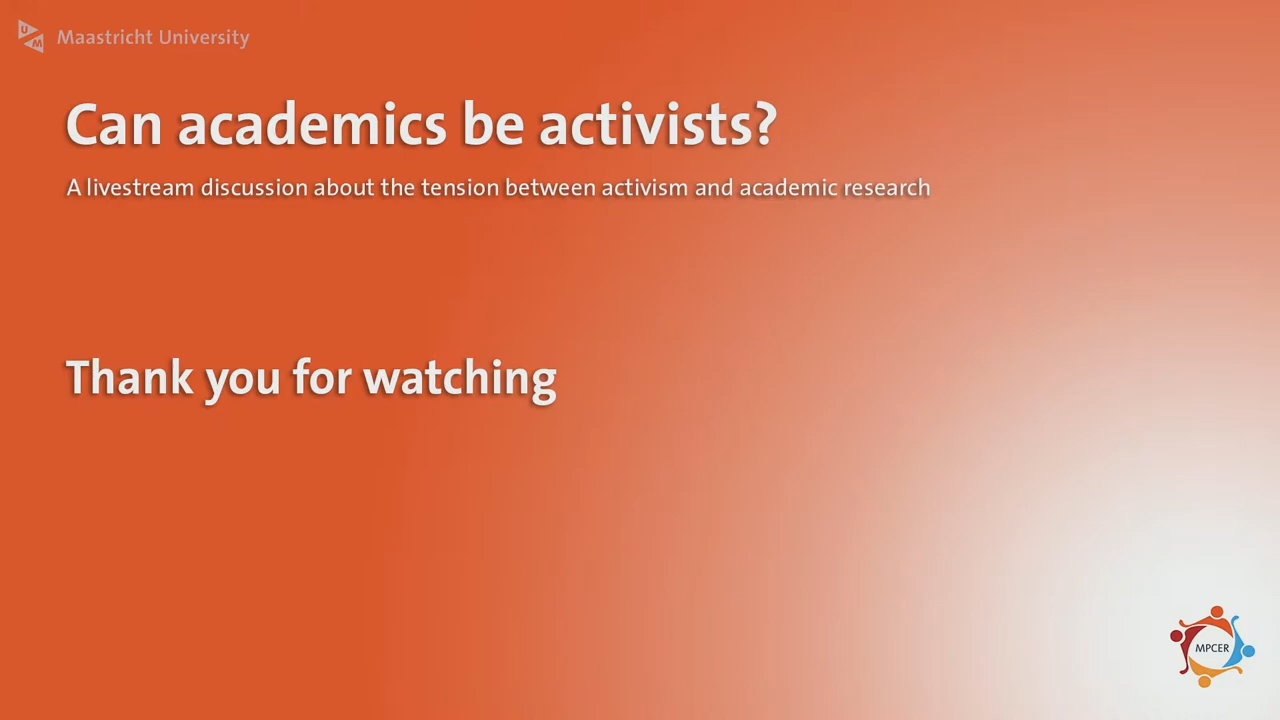 UM Maastricht University
Can academics be activists?
A livestream discussion about the tension between activism and academic research
Thank you for watching
MPCER